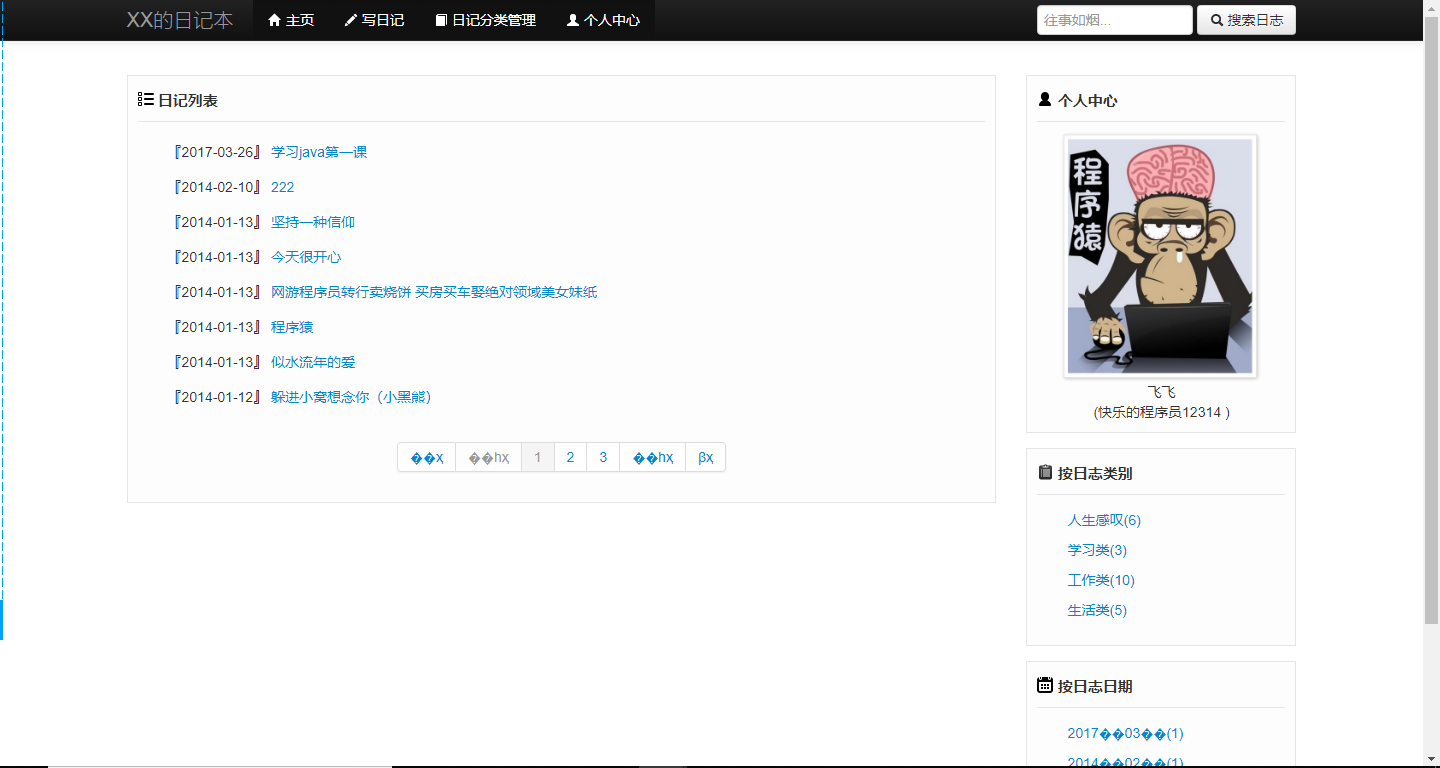 XX的日记本 主页 写日记 日记分类管理 个人中心 往事如烟... 搜索日志
日记列表
『2017-03-26』 学习java第一课
『2014-02-10』 222
『2014-01-13』 坚持一种信仰
『2014-01-13』 今天很开心
『2014-01-13』 网游程序员转行卖烧饼 买房买车娶绝对领域美女妹纸
『2014-01-13』 程序猿
『2014-01-13』 似水流年的爱
『2014-01-12』 躲进小窝想念你（小黑熊）
��ҳ ��һҳ 1 2 3 ��һҳ βҳ
个人中心
程序猿
飞飞
(快乐的程序员12314 )
按日志类别
人生感叹(6)
学习类(3)
工作类(10)
生活类(5)
按日志日期
2017��03��(1)
2014��02��(1)